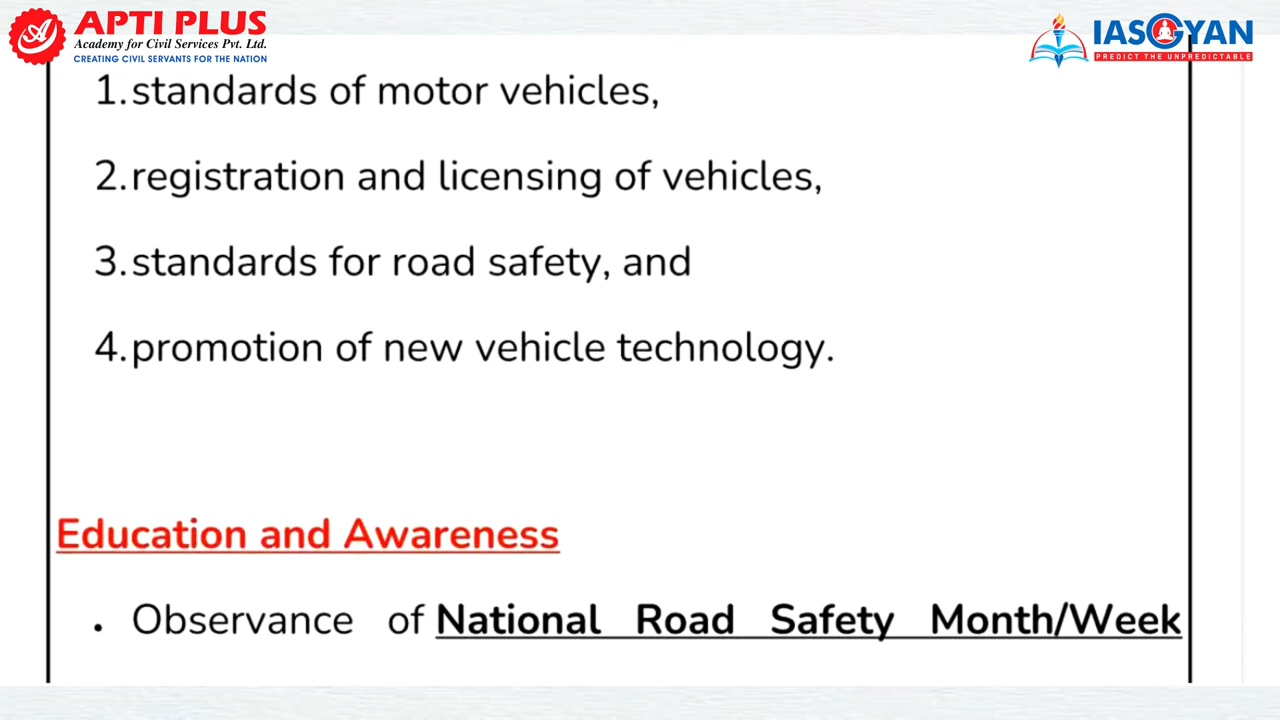 APTI PLUS
Academy for Civil Services Pvt. Ltd.
CREATING CIVIL SERVANTS FOR THE NATION
IASGYAN
PREDICT THE UNPREDICTABLE
1. standards of motor vehicles,
2. registration and licensing of vehicles,
3. standards for road safety, and
4. promotion of new vehicle technology.
Education and Awareness
• Observance of National Road Safety Month/Week